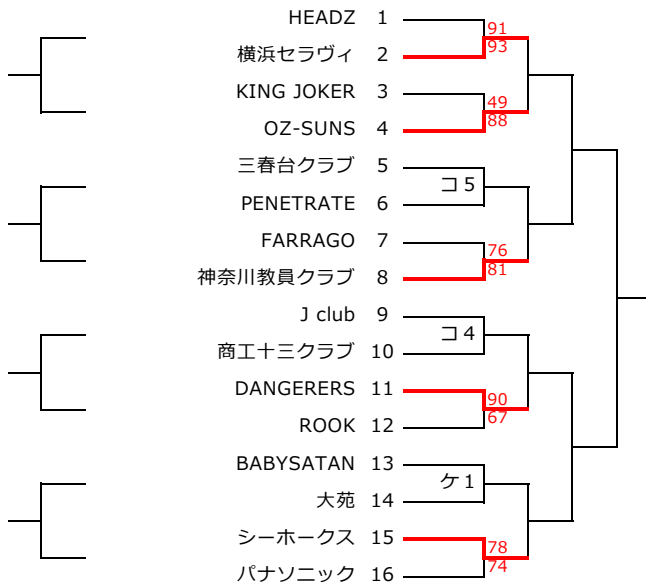 HEADZ 1
91
93
横浜セラヴィ 2
KING JOKER 3
49
88
OZ-SUNS 4
三春台クラブ 5
コ5
PENETRATE 6
FARRAGO 7
76
81
神奈川教員クラブ 8
J club 9
コ4
商工十三クラブ 10
DANGERERS 11
90
67
ROOK 12
BABYSATAN 13
ケ1
大苑 14
シーホークス 15
78
74
パナソニック 16